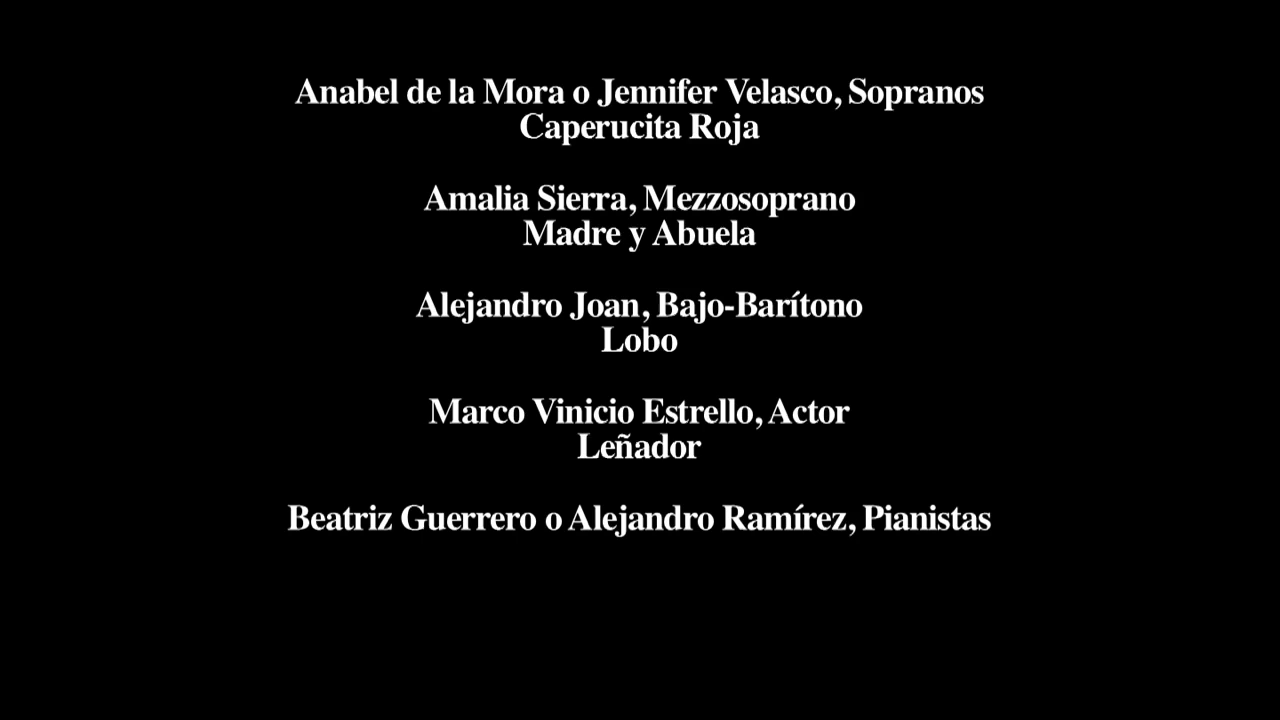 Anabel de la Mora o Jennifer Velasco, Sopranos
Caperucita Roja
Amalia Sierra, Mezzosoprano
Madre y Abuela
Alejandro Joan, Bajo-Barítono
Lobo
Marco Vinicio Estrello, Actor
Leñador
Beatriz Guerrero o Alejandro Ramírez, Pianistas